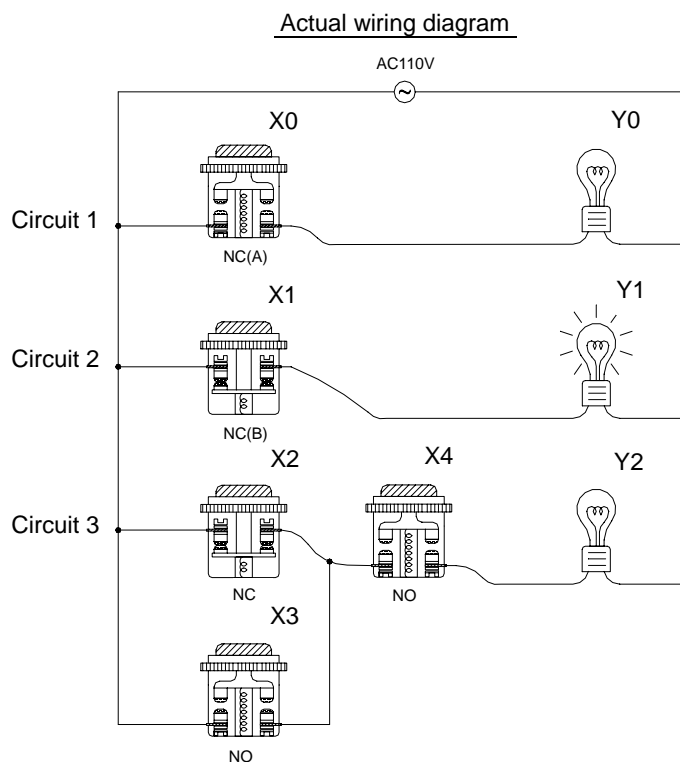 Actual wiring diagram
AC110V
X0
Y0
Circuit 1
NC(A)
X1
Y1
Circuit 2
NC(B)
X2
X4
Y2
Circuit 3
NC
NO
X3
NO